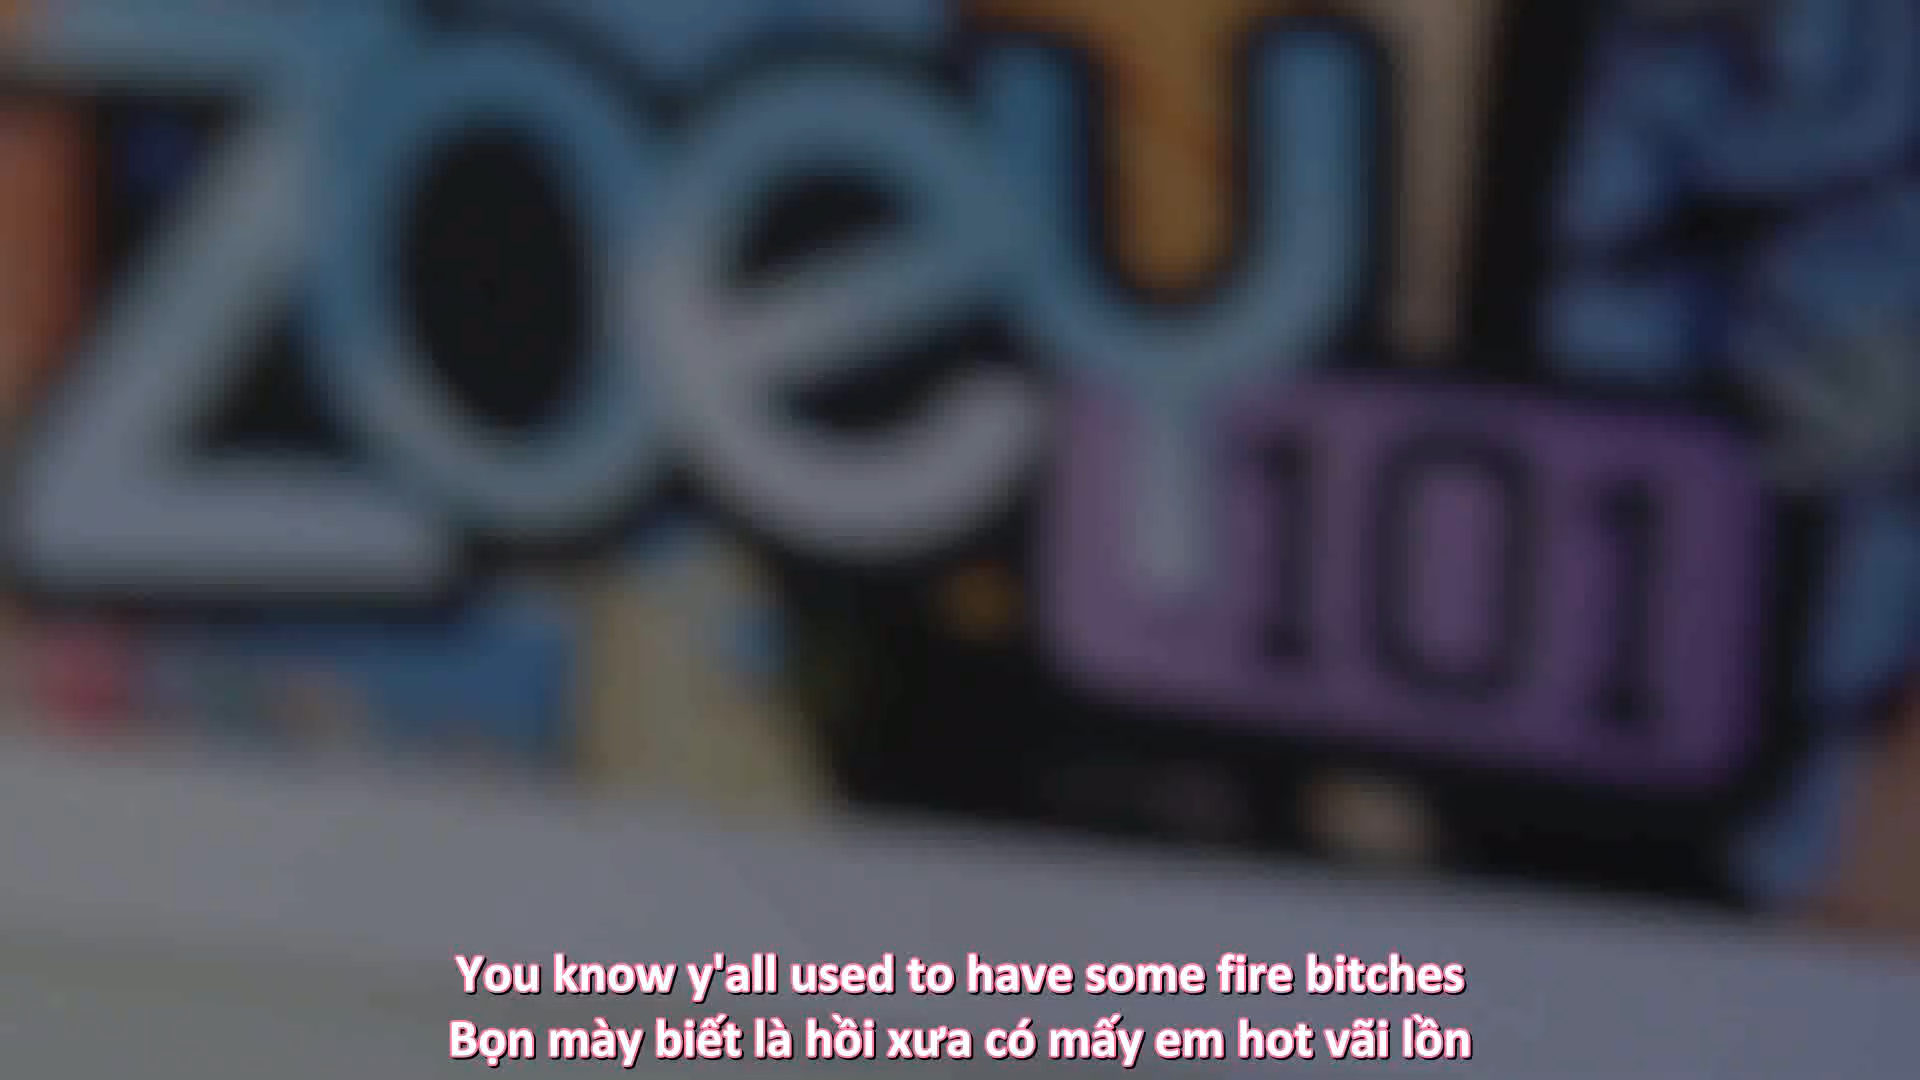 Zoey
101
You know y'all used to have some fire bitches
Bọn mày biết là hồi xưa có mấy em hot vãi lồn